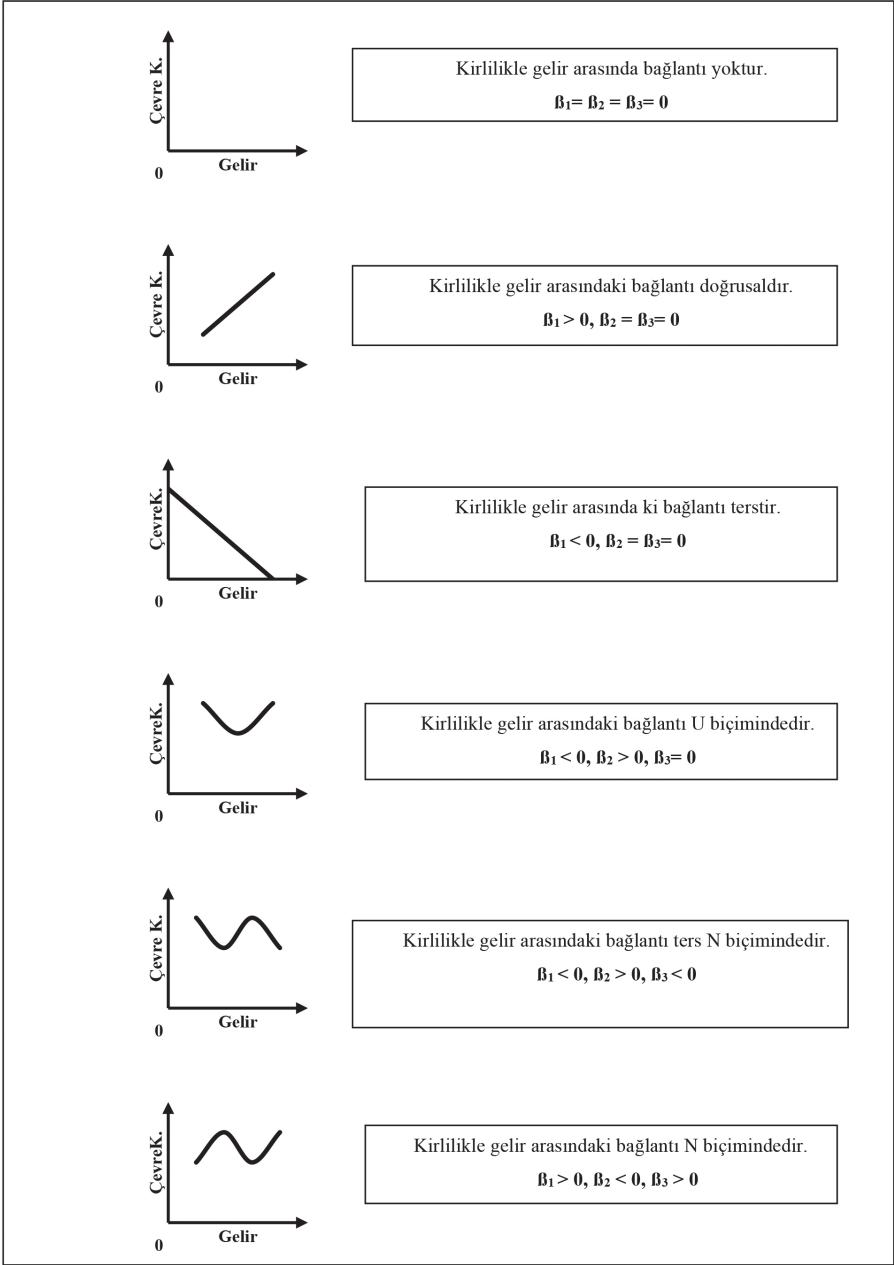 Çevre K.
Kirlilikle gelir arasında bağlantı yoktur.
ß₁= ß₂ = ß₃= 0
Gelir
0
Çevre K.
Kirlilikle gelir arasındaki bağlantı doğrusaldır.
ß₁ > 0, ß₂ = ß₃= 0
Gelir
0
ÇevreK.
Kirlilikle gelir arasında ki bağlantı terstir.
ß₁ < 0, ß₂ = ß₃= 0
Gelir
0
ÇevreK.
Kirlilikle gelir arasındaki bağlantı U biçimindedir.
ß₁ < 0, ß₂ > 0, ß₃= 0
Gelir
0
Çevre K.
Kirlilikle gelir arasındaki bağlantı ters N biçimindedir.
ß₁ < 0, ß₂ > 0, ß₃ < 0
Gelir
0
ÇevreK.
Kirlilikle gelir arasındaki bağlantı N biçimindedir.
ß₁ > 0, ß₂ < 0, ß₃ > 0
Gelir
0